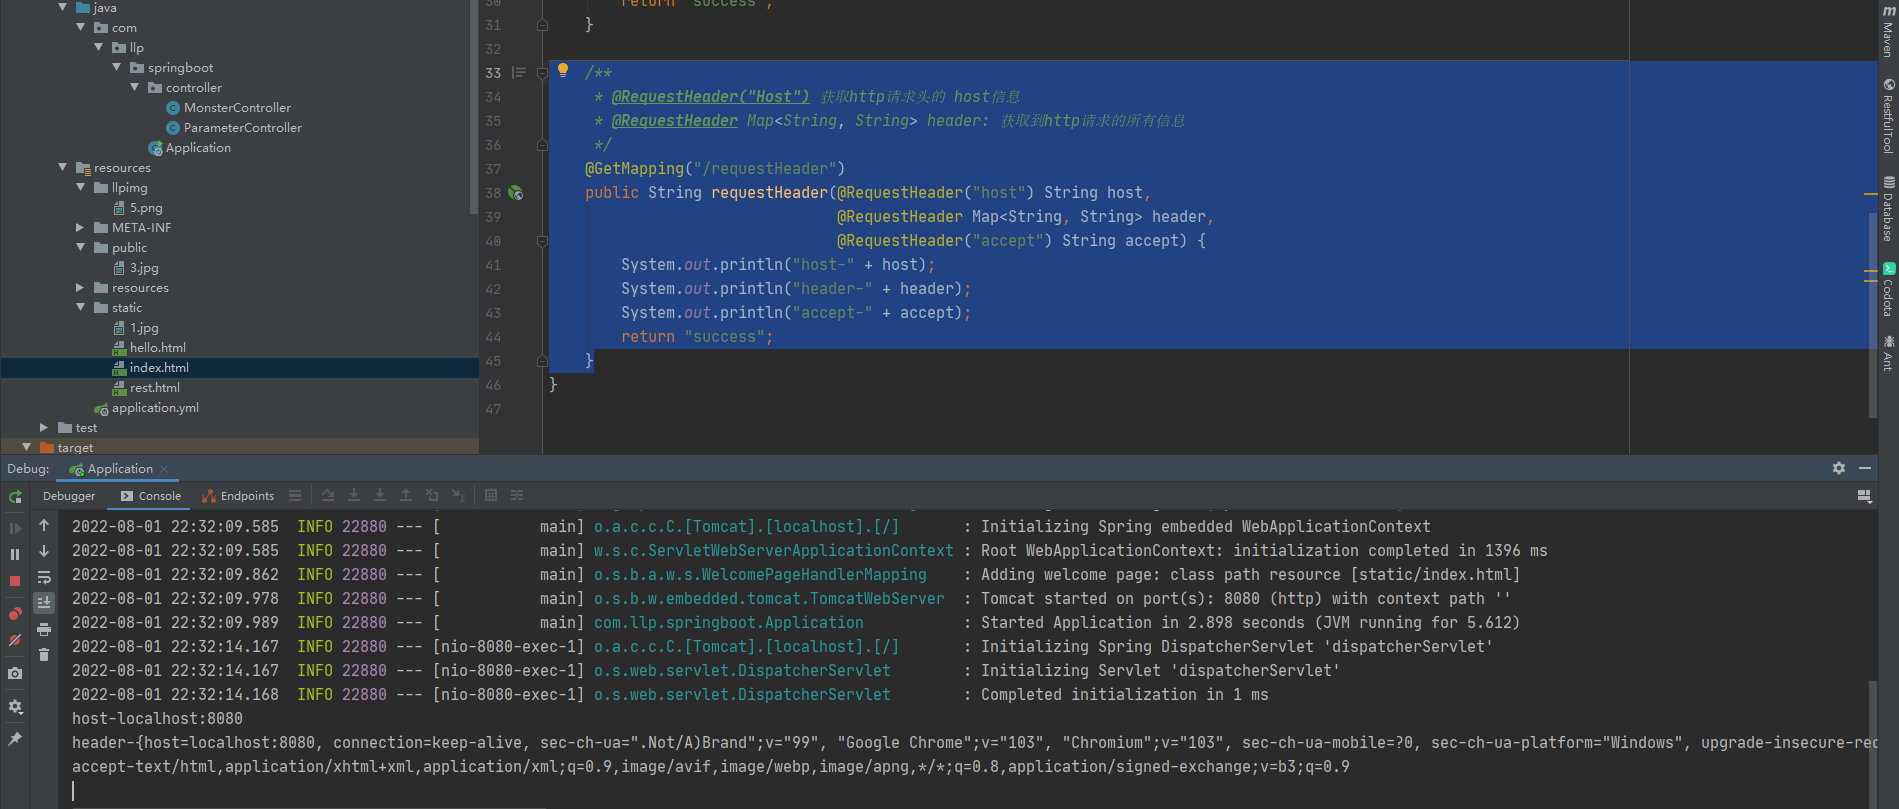 java
com
llp
springboot
controller
MonsterController
ParameterController
Application
resources
llpimg
5.png
META-INF
public
3.jpg
resources
static
1.jpg
hello.html
index.html
rest.html
application.yml
test
target
30 return "success";
31 }
32
33 /**
34 * @RequestHeader("Host") 获取http请求头的 host信息
35 * @RequestHeader Map<String, String> header: 获取到http请求的所有信息
36 */
37 @GetMapping("/requestHeader")
38 public String requestHeader(@RequestHeader("host") String host,
39 @RequestHeader Map<String, String> header,
40 @RequestHeader("accept") String accept) {
41 System.out.println("host-" + host);
42 System.out.println("header-" + header);
43 System.out.println("accept-" + accept);
44 return "success";
45 }
46 }
47
Maven
RestfulTool
Database
Codota
Ant
Debug: Application
Debugger Console Endpoints
2022-08-01 22:32:09.585 INFO 22880 --- [ main] o.a.c.c.C.[Tomcat].[localhost].[/] : Initializing Spring embedded WebApplicationContext
2022-08-01 22:32:09.585 INFO 22880 --- [ main] w.s.c.ServletWebServerApplicationContext : Root WebApplicationContext: initialization completed in 1396 ms
2022-08-01 22:32:09.862 INFO 22880 --- [ main] o.s.b.a.w.s.WelcomePageHandlerMapping : Adding welcome page: class path resource [static/index.html]
2022-08-01 22:32:09.978 INFO 22880 --- [ main] o.s.b.w.embedded.tomcat.TomcatWebServer : Tomcat started on port(s): 8080 (http) with context path ''
2022-08-01 22:32:09.989 INFO 22880 --- [ main] com.llp.springboot.Application : Started Application in 2.898 seconds (JVM running for 5.612)
2022-08-01 22:32:14.167 INFO 22880 --- [nio-8080-exec-1] o.a.c.c.C.[Tomcat].[localhost].[/] : Initializing Spring DispatcherServlet 'dispatcherServlet'
2022-08-01 22:32:14.167 INFO 22880 --- [nio-8080-exec-1] o.s.web.servlet.DispatcherServlet : Initializing Servlet 'dispatcherServlet'
2022-08-01 22:32:14.168 INFO 22880 --- [nio-8080-exec-1] o.s.web.servlet.DispatcherServlet : Completed initialization in 1 ms
host-localhost:8080
header-{host=localhost:8080, connection=keep-alive, sec-ch-ua=".Not/A)Brand";v="99", "Google Chrome";v="103", "Chromium";v="103", sec-ch-ua-mobile=?0, sec-ch-ua-platform="Windows", upgrade-insecure-rec
accept-text/html,application/xhtml+xml,application/xml;q=0.9,image/avif,image/webp,image/apng,*/*;q=0.8,application/signed-exchange;v=b3;q=0.9